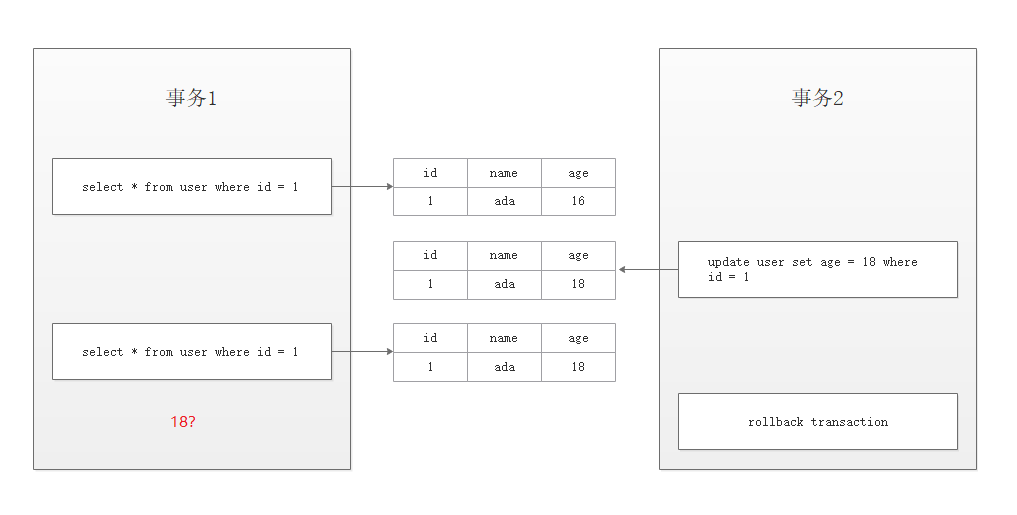 事务1
事务2
select * from user where id = 1
id name age
1 ada 16
id name age
1 ada 18
update user set age = 18 where
id = 1
select * from user where id = 1
id name age
1 ada 18
18?
rollback transaction